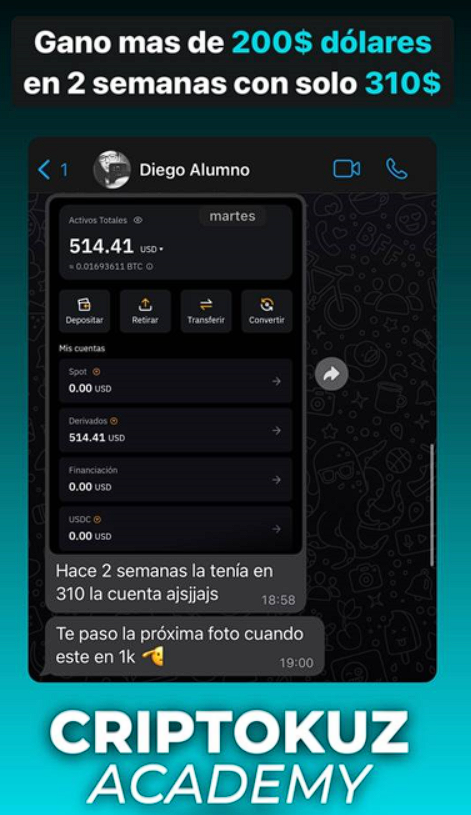 Gano mas de 200$ dólares
en 2 semanas con solo 310$
1
Diego Alumno
Activos Totales
martes
514.41 USD
≈ 0.01693611 BTC
Depositar
Retirar
Transferir
Convertir
Mis cuentas
Spot
0.00 USD
Derivados
514.41 USD
Financiación
0.00 USD
USDC
0.00 USD
Hace 2 semanas la tenía en
310 la cuenta ajsjjajs
18:58
Te paso la próxima foto cuando
este en 1k 🫡
19:00
CRIPTOKUZ
ACADEMY